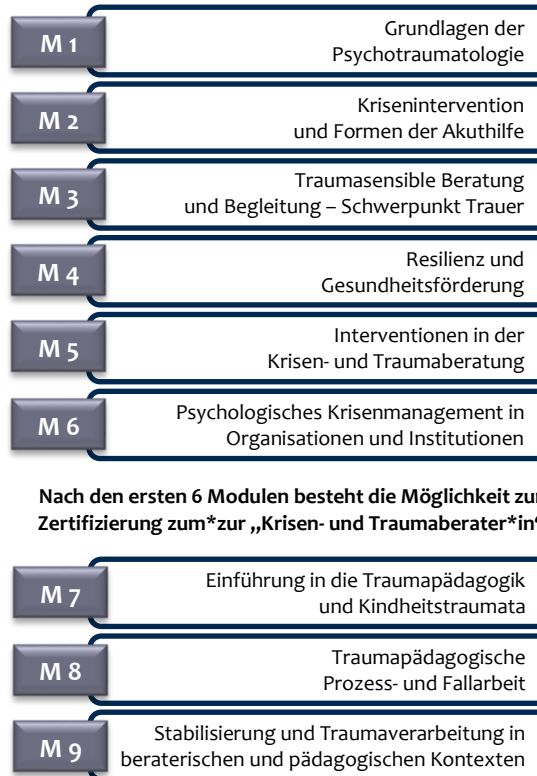 M 1
Grundlagen der
Psychotraumatologie
M 2
Krisenintervention
und Formen der Akuthilfe
M 3
Traumasensible Beratung
und Begleitung – Schwerpunkt Trauer
M 4
Resilienz und
Gesundheitsförderung
M 5
Interventionen in der
Krisen- und Traumaberatung
M 6
Psychologisches Krisenmanagement in
Organisationen und Institutionen
Nach den ersten 6 Modulen besteht die Möglichkeit zur
Zertifizierung zum*zur „Krisen- und Traumaberater*in“
M 7
Einführung in die Traumapädagogik
und Kindheitstraumata
M 8
Traumapädagogische
Prozess- und Fallarbeit
M 9
Stabilisierung und Traumaverarbeitung in
beraterischen und pädagogischen Kontexten